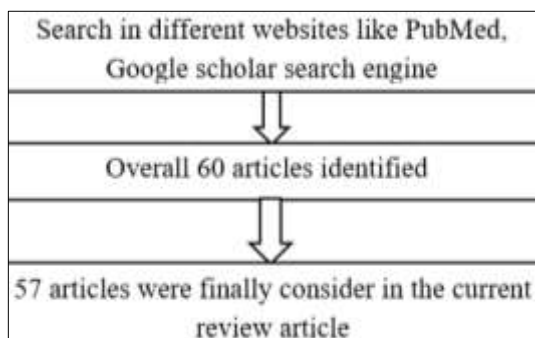 Search in different websites like PubMed,
Google scholar search engine
Overall 60 articles identified
57 articles were finally consider in the current
review article